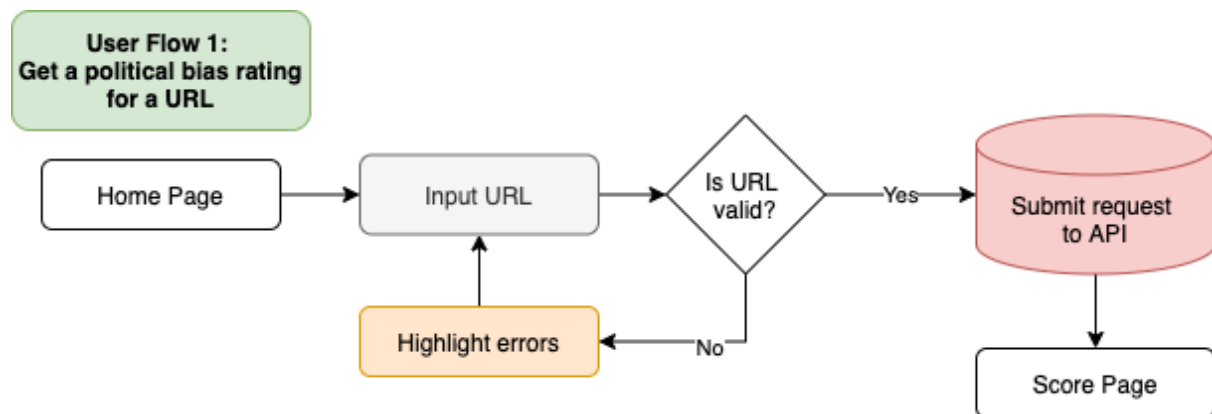 User Flow 1:
Get a political bias rating
for a URL
Home Page
Input URL
Is URL
valid?
Yes
Submit request
to API
Highlight errors
No
Score Page